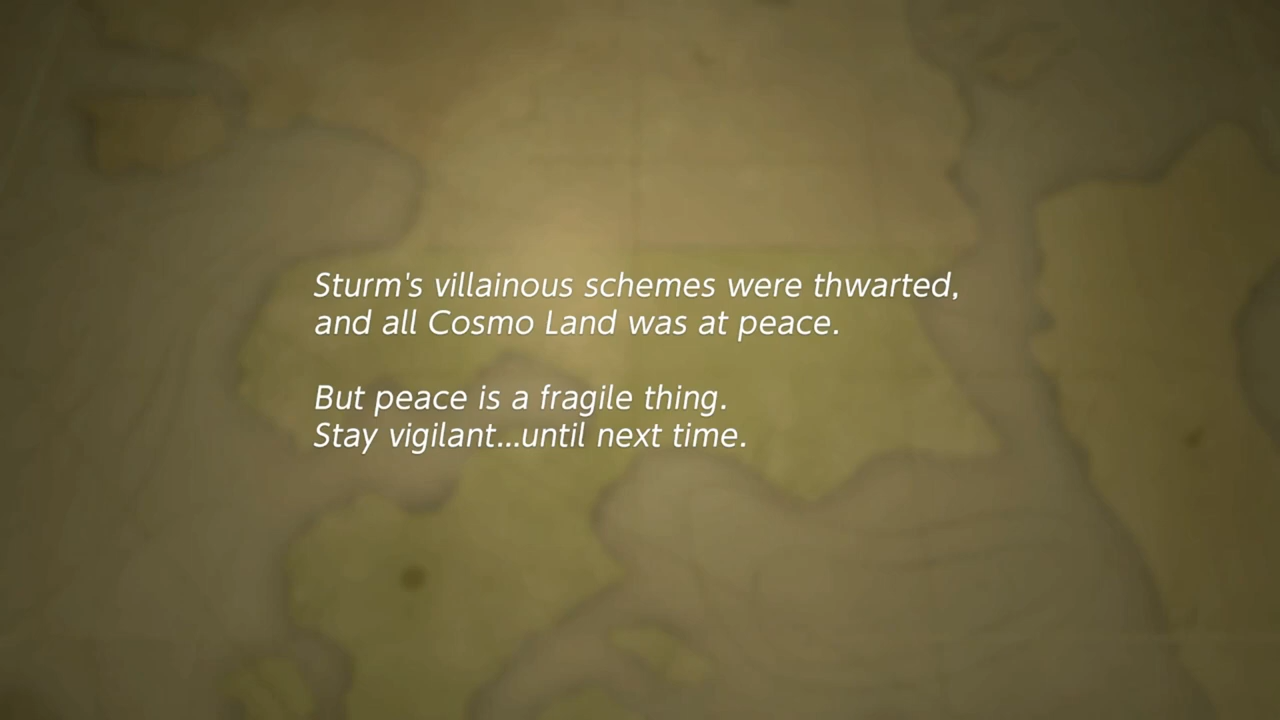 Sturm's villainous schemes were thwarted,
and all Cosmo Land was at peace.
But peace is a fragile thing.
Stay vigilant...until next time.